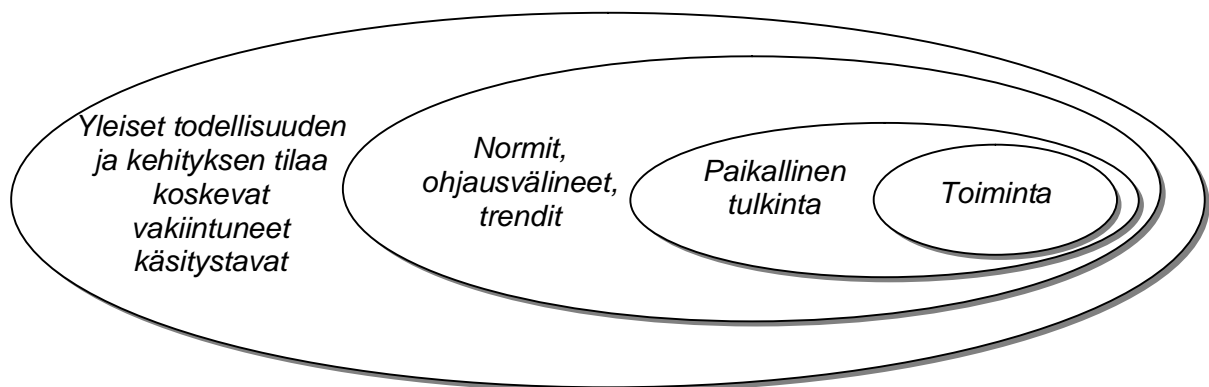 Yleiset todellisuuden
ja kehityksen tilaa
koskevat
vakiintuneet
käsitystavat
Normit,
ohjausvälineet,
trendit
Paikallinen
tulkinta
Toiminta